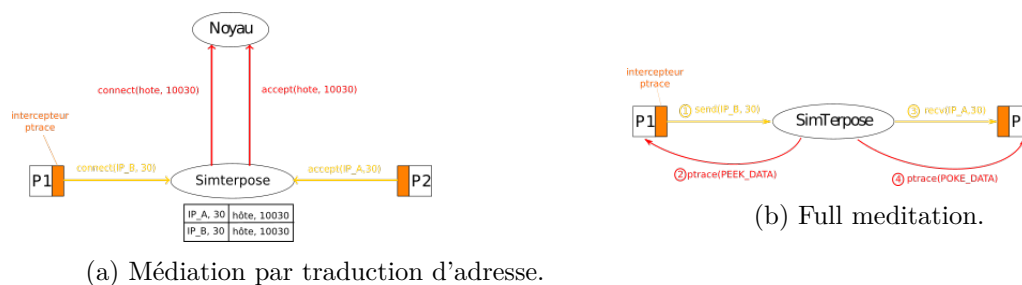 Noyau
connect(hote, 10030)
accept(hote, 10030)
intercepteur
ptrace
P1
connect(IP_B, 30)
Simterpose
accept(IP_A,30)
P2
IP_A, 30 hôte, 10030
IP_B, 30 hôte, 10030
(a) Médiation par traduction d'adresse.
intercepteur
ptrace
P1
1 send(IP_B, 30)
SimTerpose
3 recv(IP_A,30)
P
2 ptrace(PEEK_DATA)
4 ptrace(POKE_DATA)
(b) Full meditation.